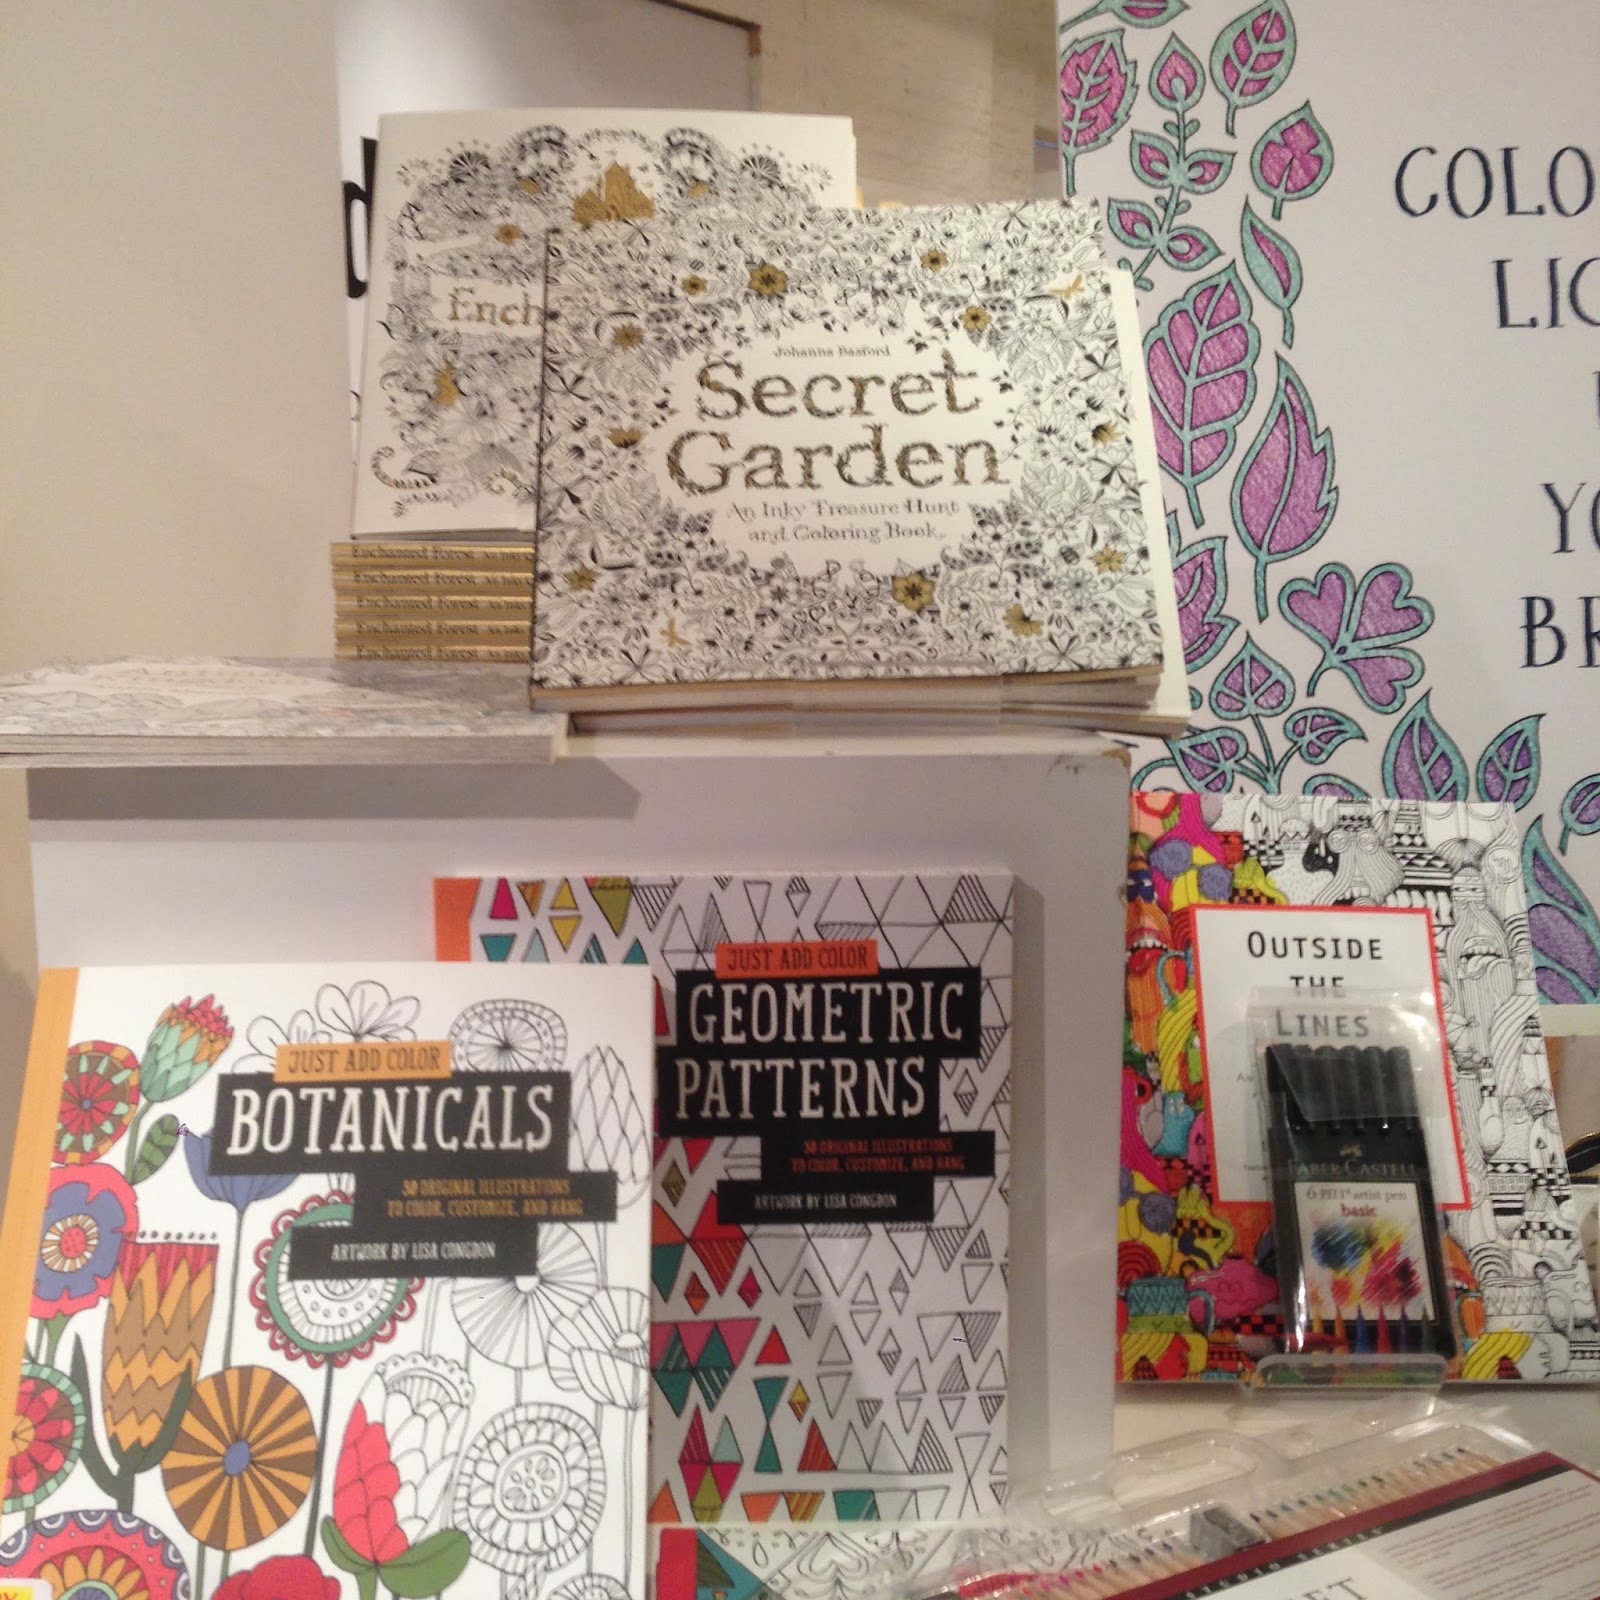 Ench
Johanna Basford
Secret
Garden
An Inky Treasure Hunt
and Coloring Book
Enchanted Forest
Enchanted Forest
Enchanted Forest
Enchanted Forest
Enchanted Forest
COLO
LIG
YO
BR
JUST ADD COLOR
GEOMETRIC
PATTERNS
30 ORIGINAL ILLUSTRATIONS
TO COLOR, CUSTOMIZE, AND HANG
ARTWORK BY LISA CONGDON
JUST ADD COLOR
BOTANICALS
30 ORIGINAL ILLUSTRATIONS
TO COLOR, CUSTOMIZE, AND HANG
ARTWORK BY LISA CONGDON
OUTSIDE
THE
LINES
FABER-CASTELL
6 PITT artist pen
basic
STUDIO SERIES